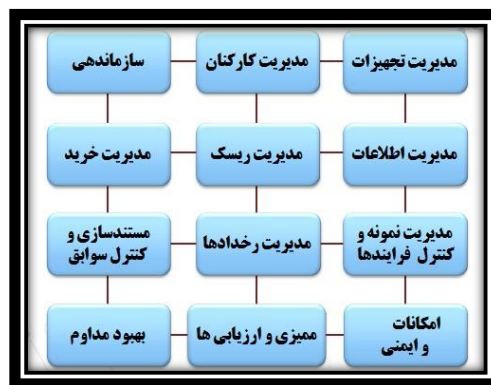 مدیریت تجهیزات
مدیریت کارکنان
سازماندهی
مدیریت اطلاعات
مدیریت ریسک
مدیریت خرید
مدیریت نمونه و
کنترل فرایندها
مدیریت رخدادها
مستندسازی و
کنترل سوابق
امکانات
و ایمنی
ممیزی و ارزیابی ها
بهبود مداوم